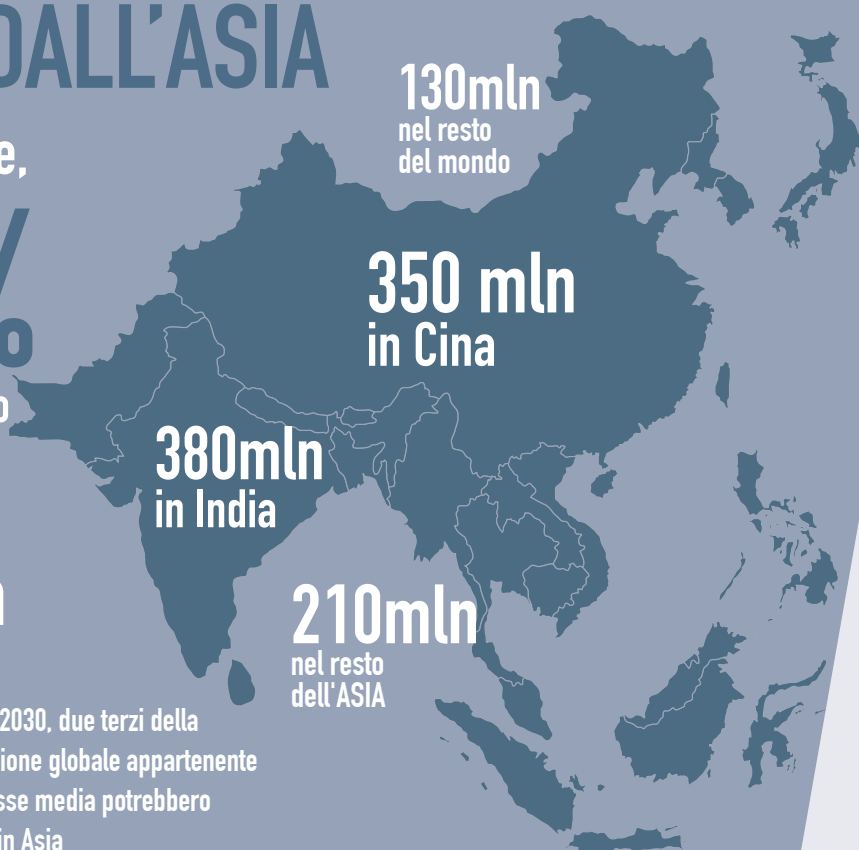 DALL'ASIA
130mln
nel resto
del mondo
e,
%
350 mln
in Cina
o
380mln
in India
210mln
nel resto
dell'ASIA
2030, due terzi della
ione globale appartenente
sse media potrebbero
in Asia